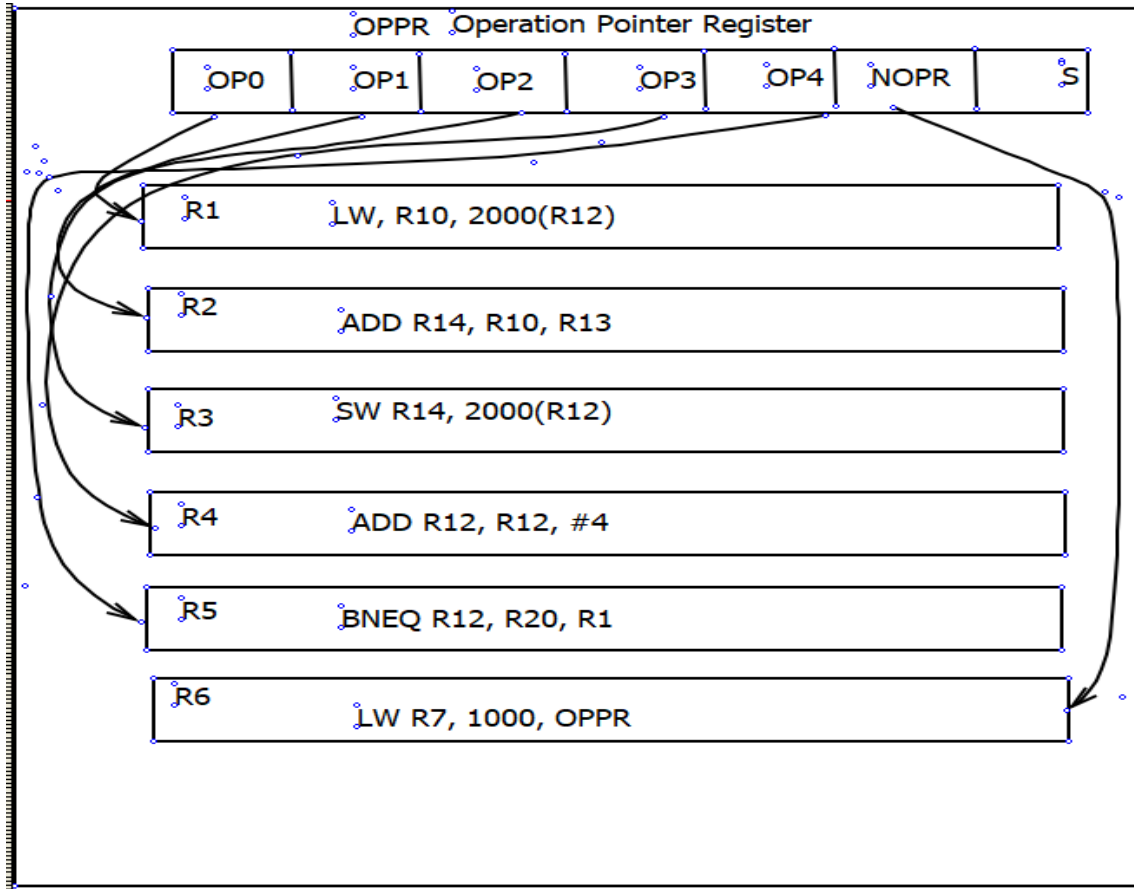 OPPR Operation Pointer Register
OP0 OP1 OP2 OP3 OP4 NOPR S
R1 LW, R10, 2000(R12)
R2 ADD R14, R10, R13
R3 SW R14, 2000(R12)
R4 ADD R12, R12, #4
R5 BNEQ R12, R20, R1
R6 LW R7, 1000, OPPR